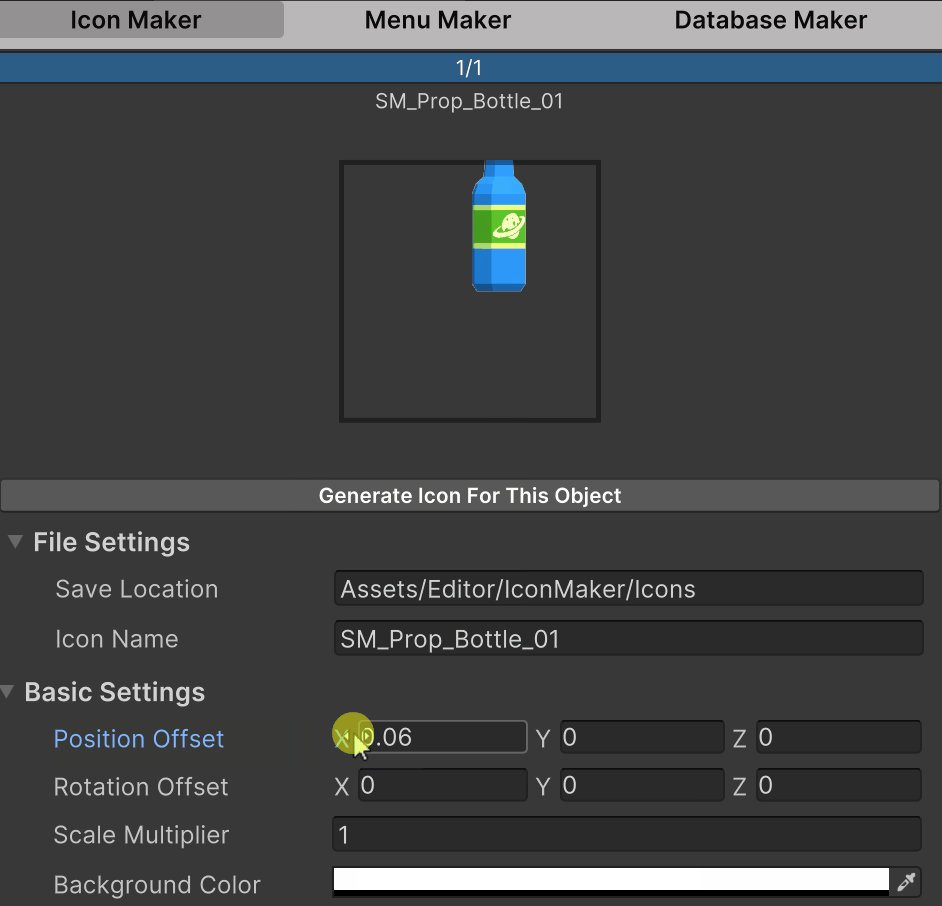 Icon Maker Menu Maker Database Maker
1/1
SM_Prop_Bottle_01
Generate Icon For This Object
File Settings
Save Location Assets/Editor/IconMaker/Icons
Icon Name SM_Prop_Bottle_01
Basic Settings
Position Offset X 0.06 Y 0 Z 0
Rotation Offset X 0 Y 0 Z 0
Scale Multiplier 1
Background Color